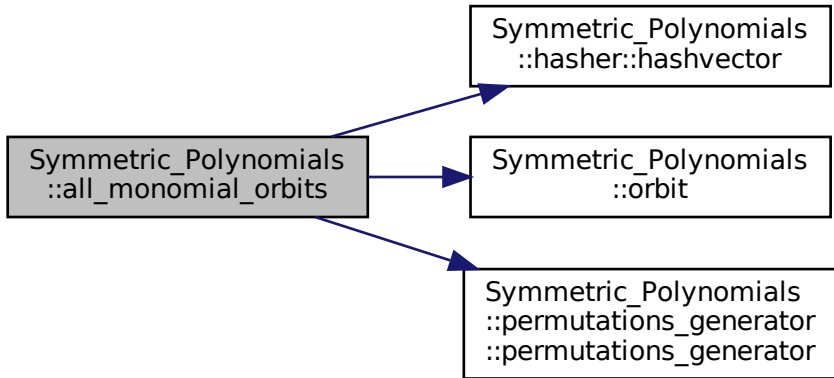 Symmetric_Polynomials
::all_monomial_orbits
Symmetric_Polynomials
::hasher::hashvector
Symmetric_Polynomials
::orbit
Symmetric_Polynomials
::permutations_generator
::permutations_generator